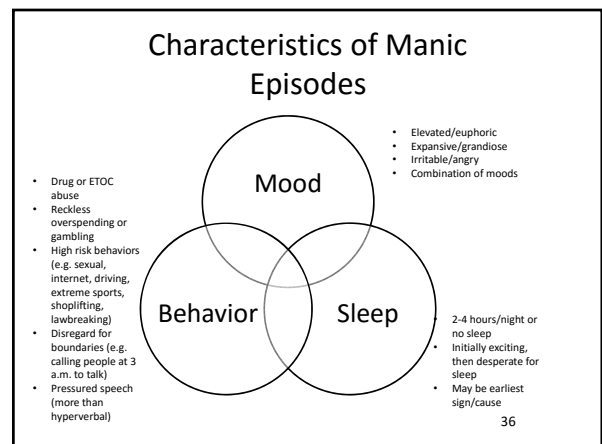 Characteristics of Manic
Episodes
• Elevated/euphoric
• Expansive/grandiose
• Irritable/angry
• Combination of moods
Mood
• Drug or ETOC
abuse
• Reckless
overspending or
gambling
• High risk behaviors
(e.g. sexual,
internet, driving,
extreme sports,
shoplifting,
lawbreaking)
• Disregard for
boundaries (e.g.
calling people at 3
a.m. to talk)
• Pressured speech
(more than
hyperverbal)
Behavior
Sleep
• 2-4 hours/night or
no sleep
• Initially exciting,
then desperate for
sleep
• May be earliest
sign/cause
36